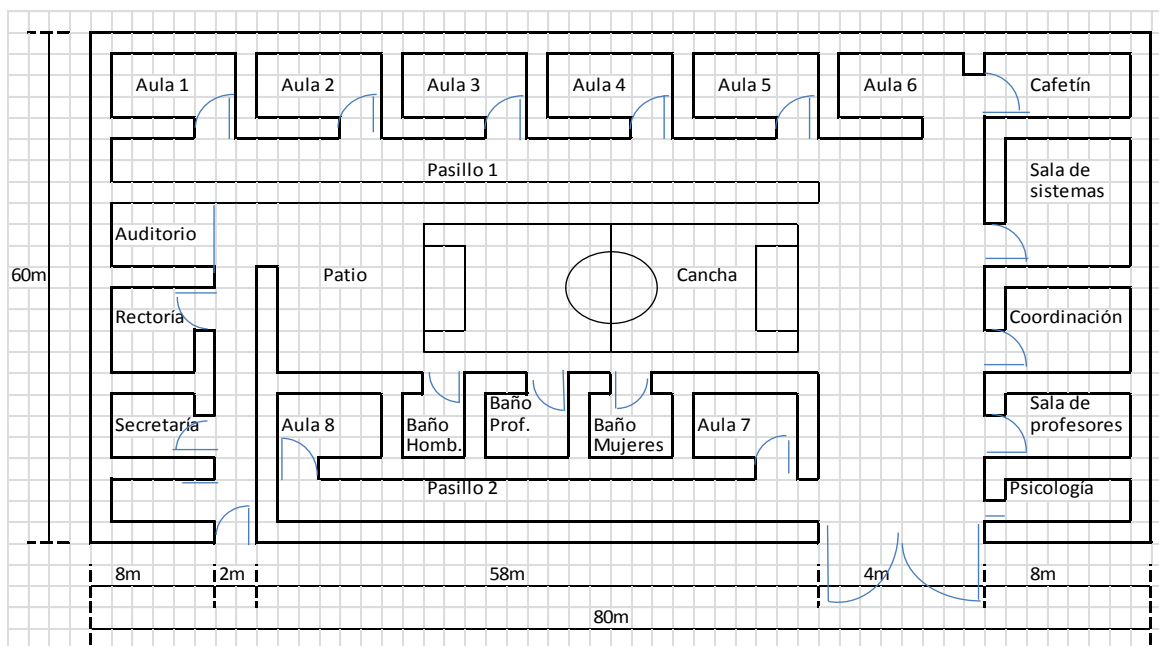 Aula 1
Aula 2
Aula 3
Aula 4
Aula 5
Aula 6
Cafetín
Pasillo 1
Sala de
sistemas
Auditorio
60m
Patio
Cancha
Rectoría
Coordinación
Secretaría
Aula 8
Baño
Homb.
Baño
Prof.
Baño
Mujeres
Aula 7
Sala de
profesores
Pasillo 2
Psicología
8m
2m
58m
4m
8m
80m